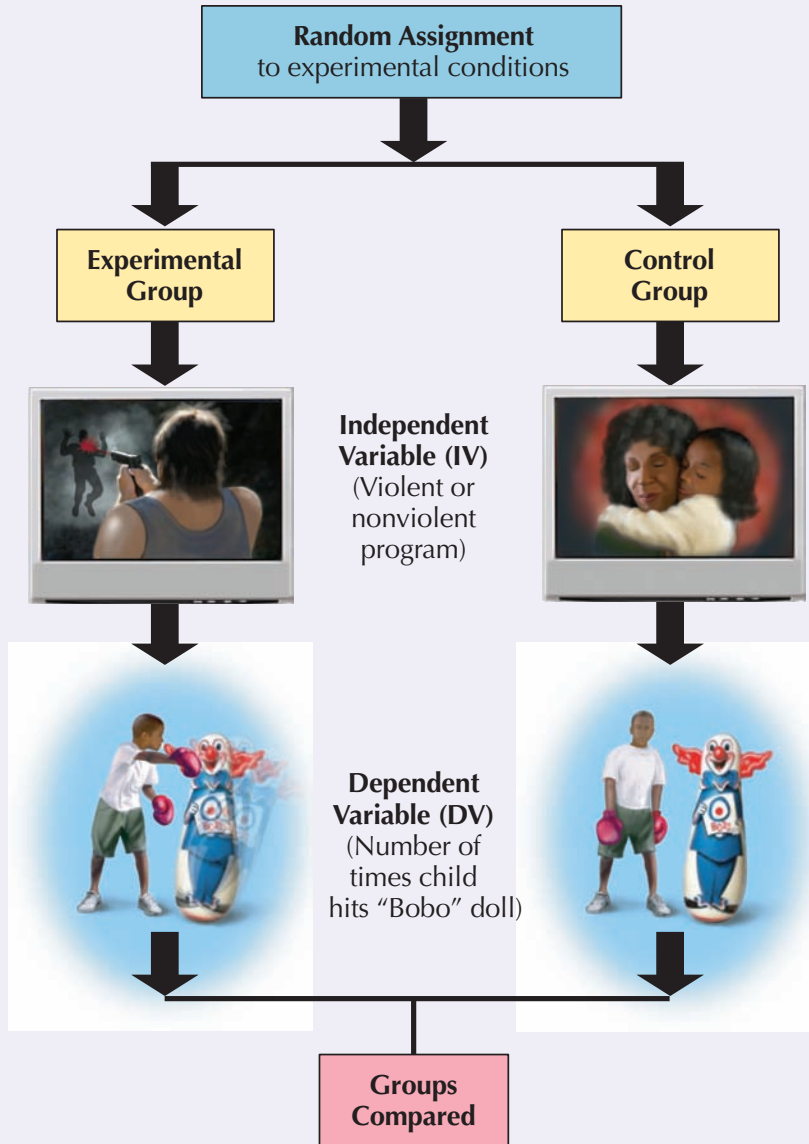 Random Assignment
to experimental conditions
Experimental
Group
Control
Group
Independent
Variable (IV)
(Violent or
nonviolent
program)
Dependent
Variable (DV)
(Number of
times child
hits “Bobo” doll)
Groups
Compared